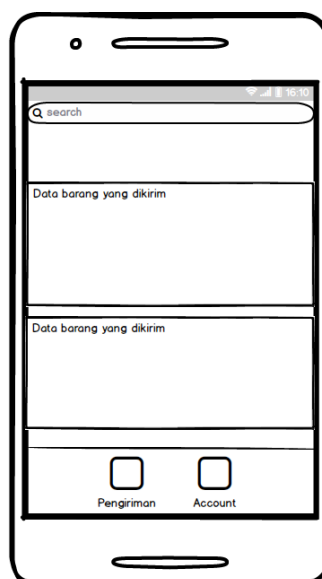 16:10
search
Data barang yang dikirim
Data barang yang dikirim
Pengiriman
Account